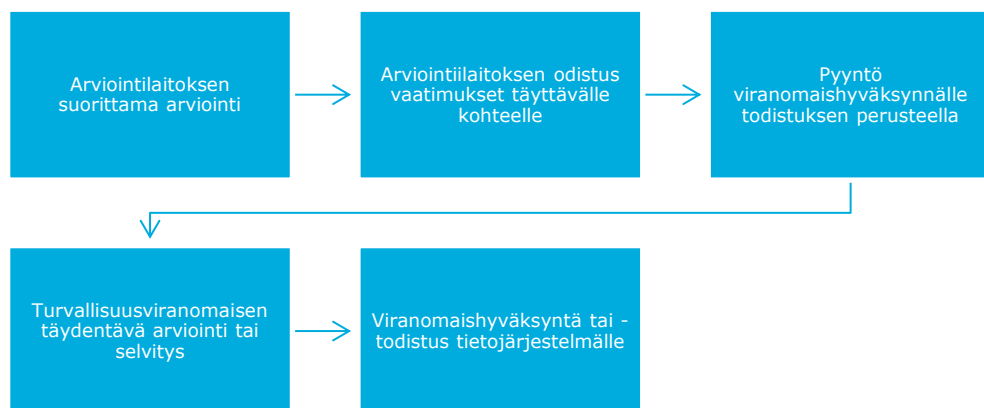 Arviointilaitoksen
suorittama arviointi
Arviointiilaitoksen odistus
vaatimukset täyttävälle
kohteelle
Pyyntö
viranomaishyväksynnälle
todistuksen perusteella
Turvallisuusviranomaisen
täydentävä arviointi tai
selvitys
Viranomaishyväksyntä tai -
todistus tietojärjestelmälle